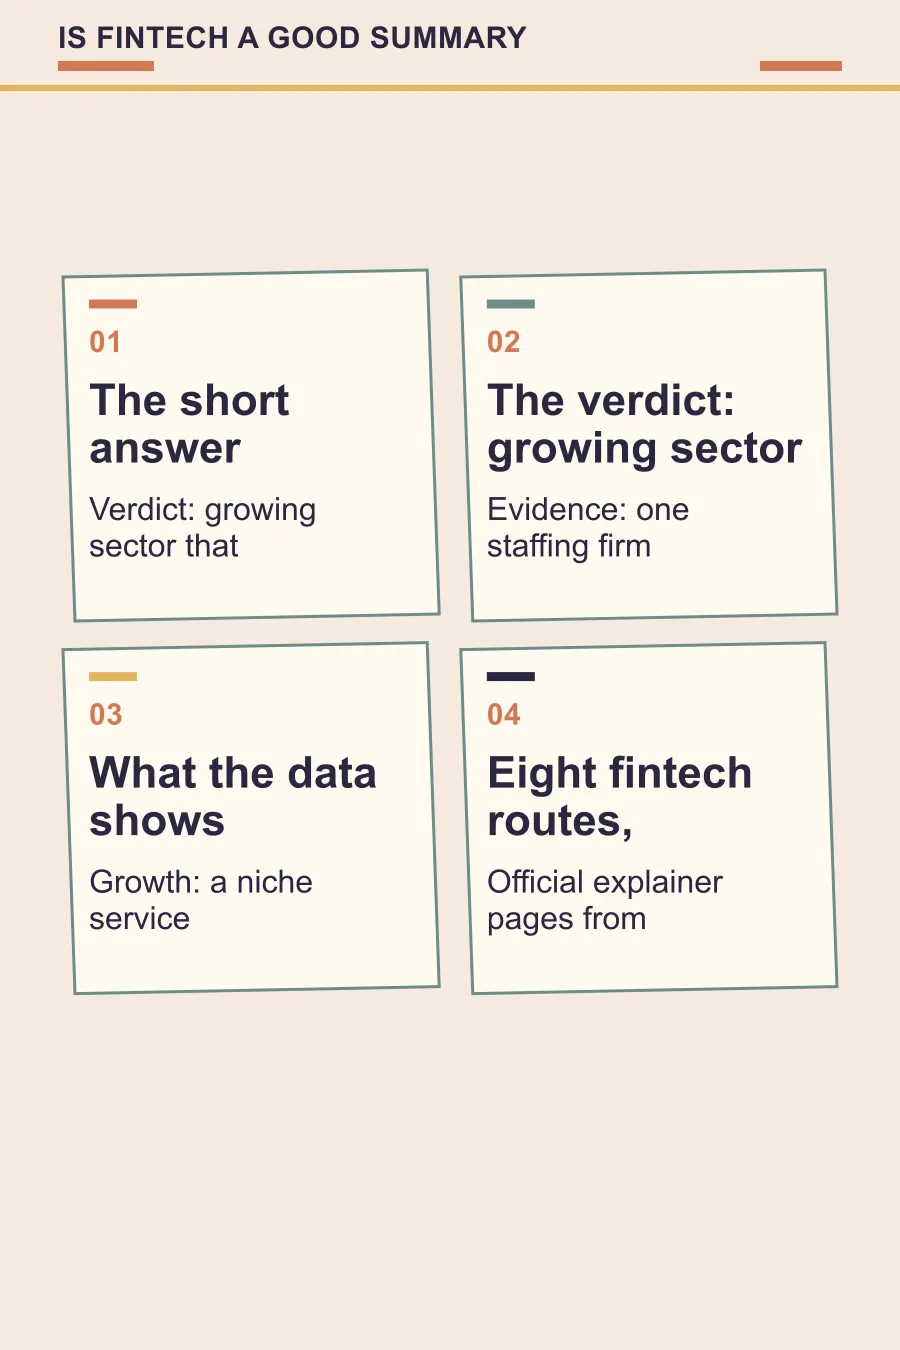 IS FINTECH A GOOD SUMMARY
01
The short
answer
Verdict: growing
sector that
02
The verdict:
growing sector
Evidence: one
staffing firm
03
What the data
shows
Growth: a niche
service
04
Eight fintech
routes,
Official explainer
pages from